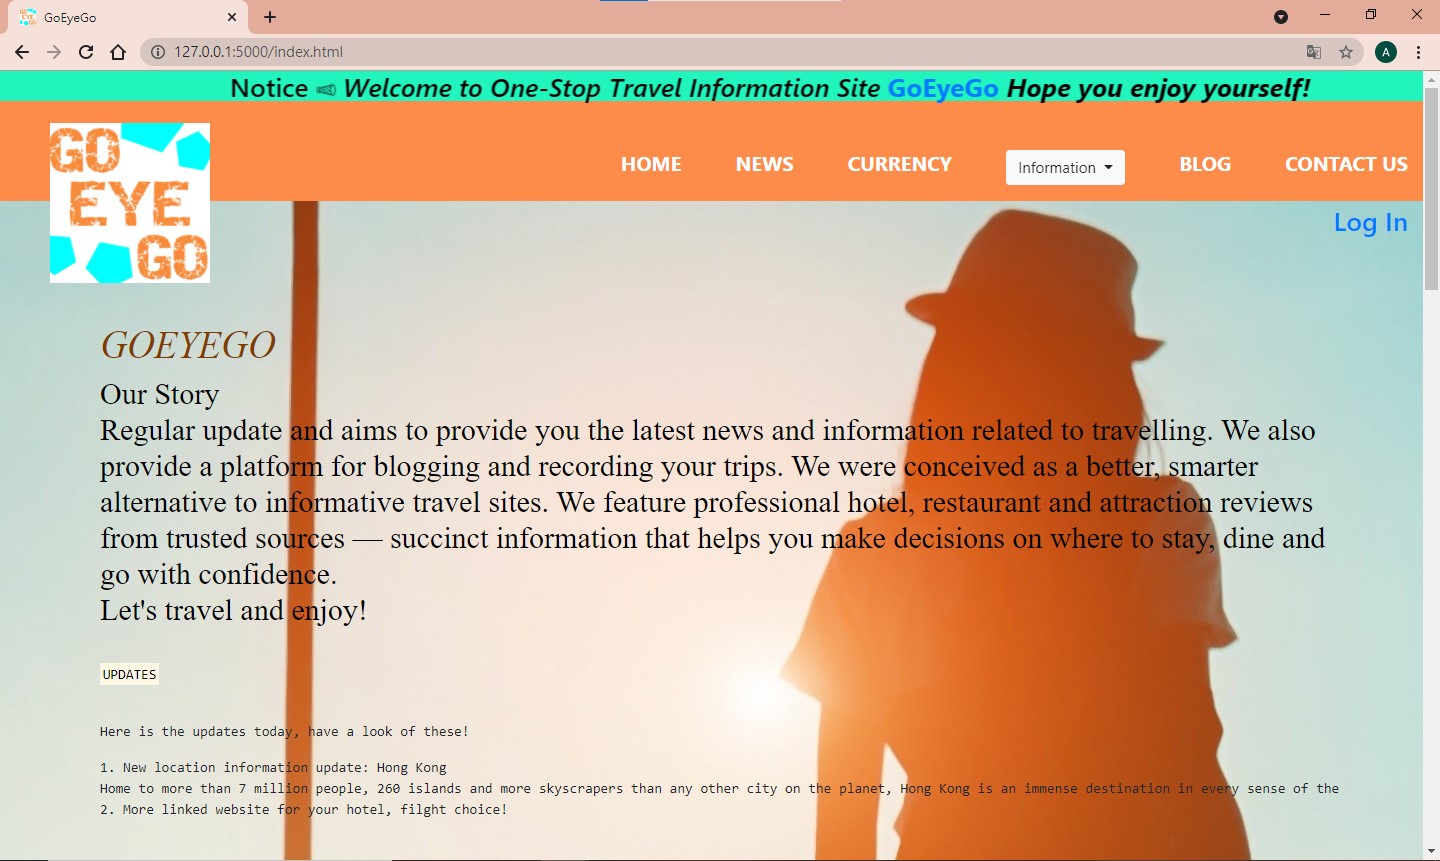 GoEyeGo
127.0.0.1:5000/index.html
A
Notice Welcome to One-Stop Travel Information Site GoEyeGo Hope you enjoy yourself!
GO
EYE
GO
HOME NEWS CURRENCY Information BLOG CONTACT US
Log In
GOEYEGO
Our Story
Regular update and aims to provide you the latest news and information related to travelling. We also
provide a platform for blogging and recording your trips. We were conceived as a better, smarter
alternative to informative travel sites. We feature professional hotel, restaurant and attraction reviews
from trusted sources — succinct information that helps you make decisions on where to stay, dine and
go with confidence.
Let's travel and enjoy!
UPDATES
Here is the updates today, have a look of these!
1. New location information update: Hong Kong
Home to more than 7 million people, 260 islands and more skyscrapers than any other city on the planet, Hong Kong is an immense destination in every sense of the
2. More linked website for your hotel, filght choice!